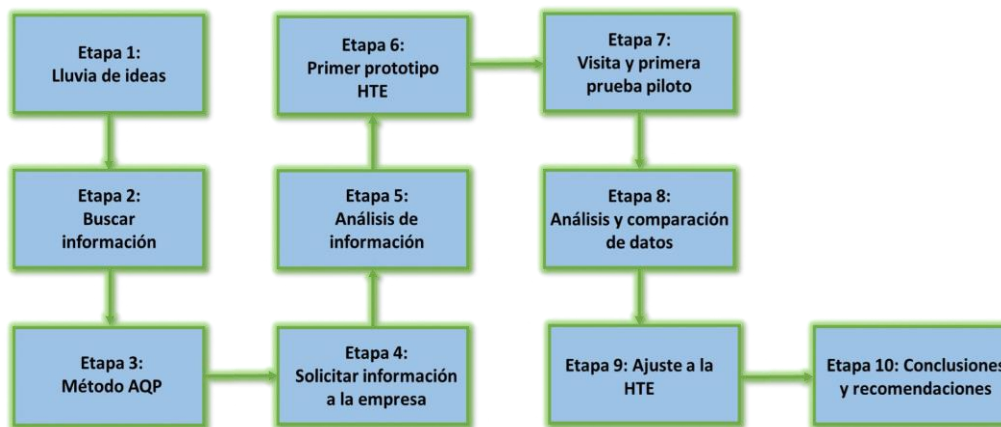 Etapa 1:
Lluvia de ideas
Etapa 2:
Buscar
información
Etapa 3:
Método AQP
Etapa 4:
Solicitar información
a la empresa
Etapa 5:
Análisis de
información
Etapa 6:
Primer prototipo
HTE
Etapa 7:
Visita y primera
prueba piloto
Etapa 8:
Análisis y comparación
de datos
Etapa 9: Ajuste a la
HTE
Etapa 10: Conclusiones
y recomendaciones